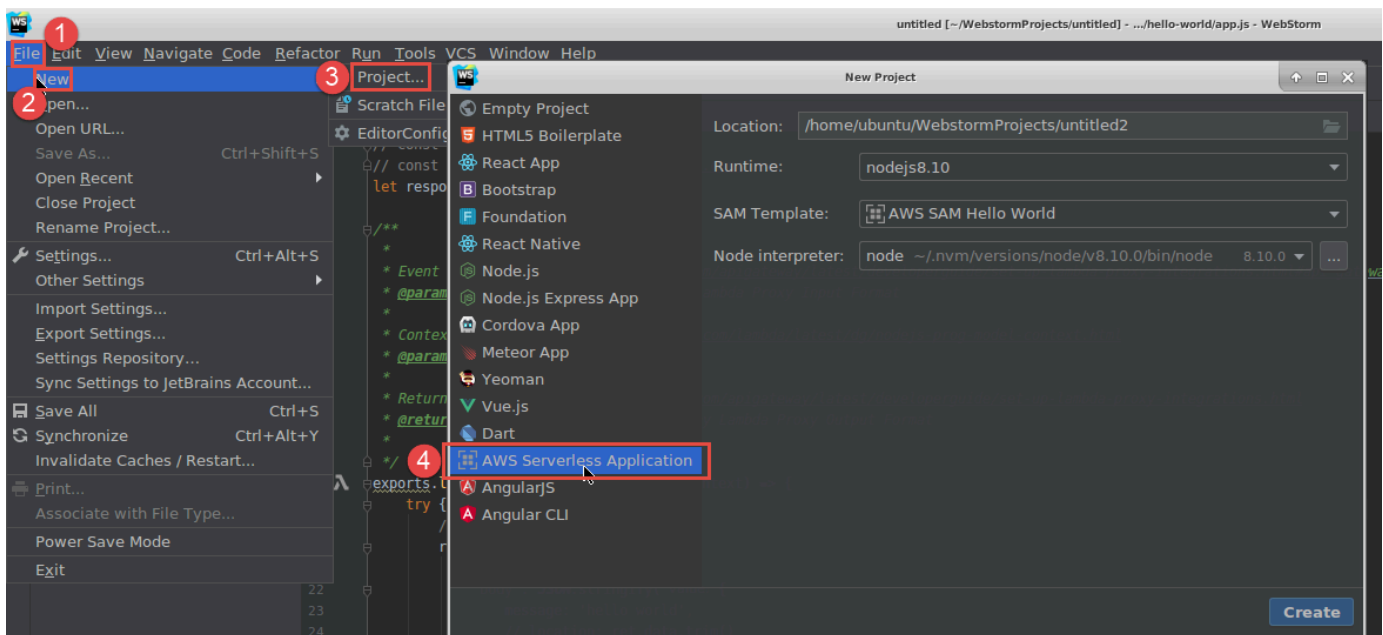 WS
untitled [~/WebstormProjects/untitled] - .../hello-world/app.js - WebStorm
1
File Edit View Navigate Code Refactor Run Tools VCS Window Help
New
2
pen...
Open URL...
Save As... Ctrl+Shift+S
Open Recent
Close Project
Rename Project...
Settings... Ctrl+Alt+S
Other Settings
Import Settings...
Export Settings...
Settings Repository...
Sync Settings to JetBrains Account...
Save All Ctrl+S
Synchronize Ctrl+Alt+Y
Invalidate Caches / Restart...
Print...
Associate with File Type...
Power Save Mode
Exit
3
Project...
Scratch File
EditorConfig
// const
// const
let respo
/**
*
* Event
* @param
*
* Contex
* @param
*
* Return
* @retur
*
*/
exports.l
try {
/
r
22
23
24
WS
New Project
Empty Project
HTML5 Boilerplate
React App
Bootstrap
Foundation
React Native
Node.js
Node.js Express App
Cordova App
Meteor App
Yeoman
Vue.js
Dart
4
AWS Serverless Application
AngularJS
Angular CLI
Location: /home/ubuntu/WebstormProjects/untitled2
Runtime: nodejs8.10
SAM Template: AWS SAM Hello World
Node interpreter: node ~/.nvm/versions/node/v8.10.0/bin/node 8.10.0 ...
Create